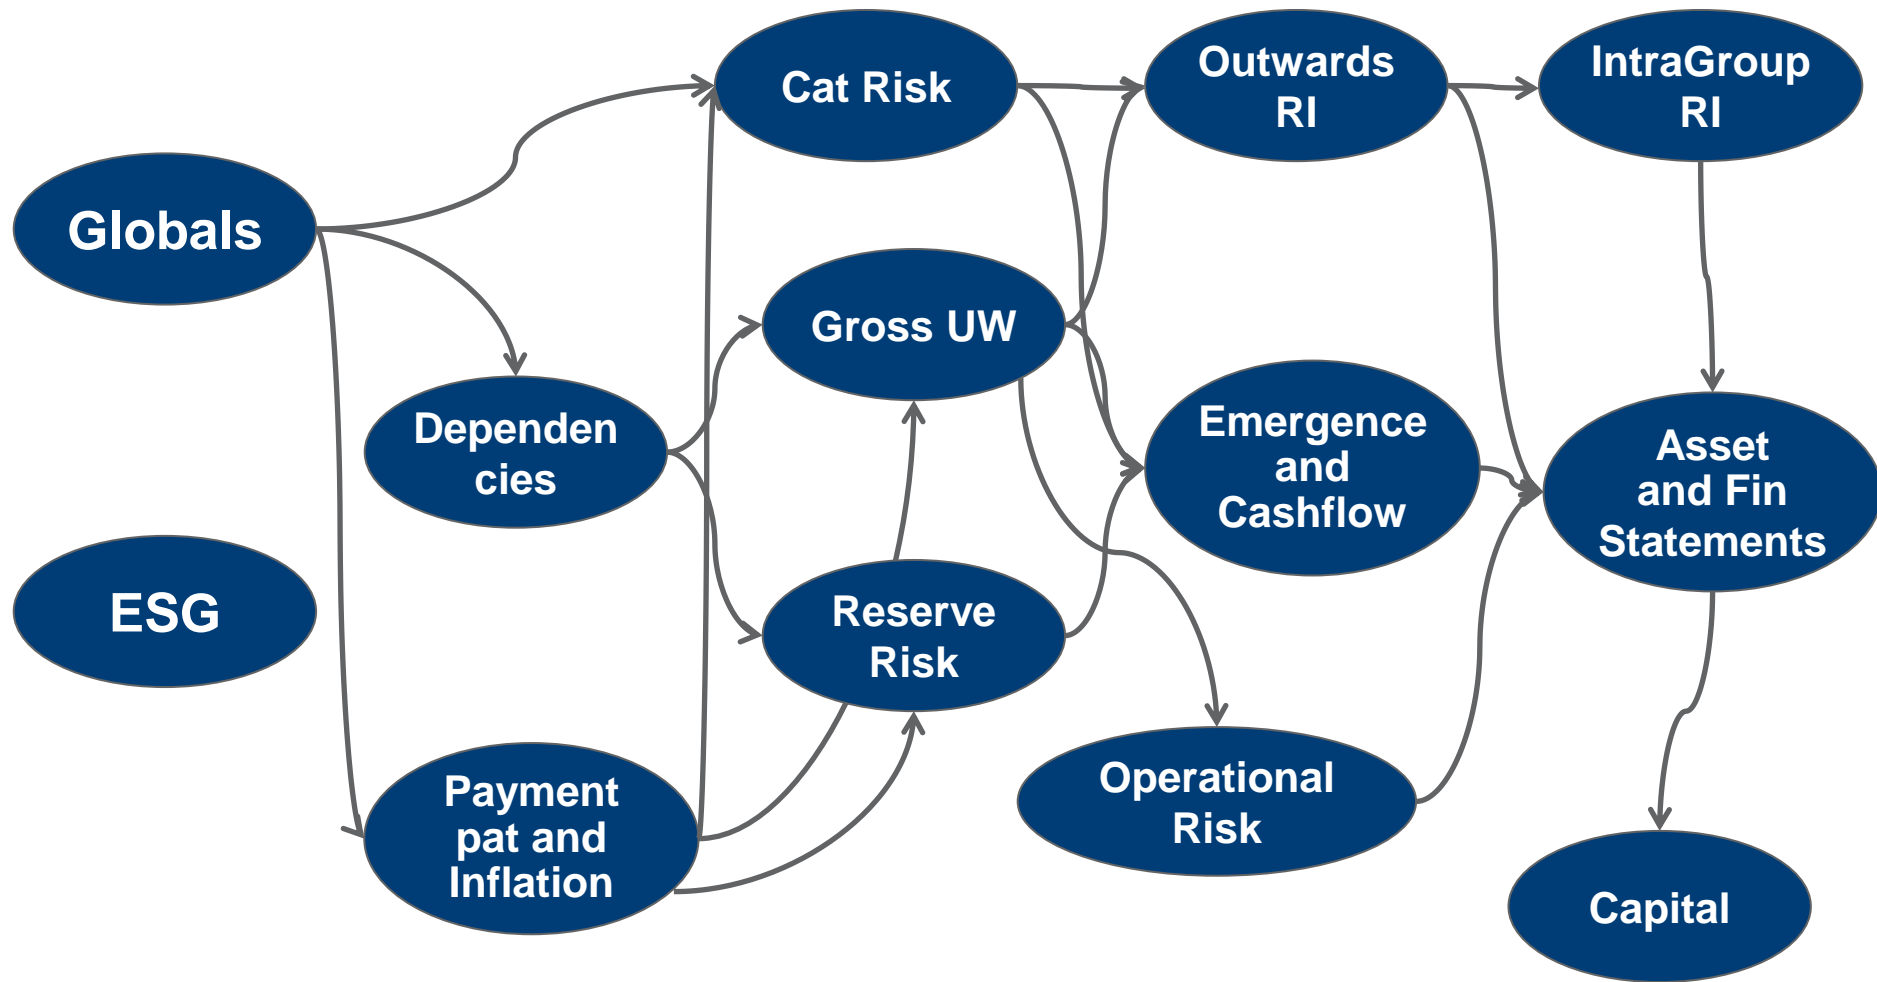 Cat Risk
Outwards
RI
IntraGroup
RI
Globals
Gross UW
Dependen
cies
Emergence
and
Cashflow
Asset
and Fin
Statements
ESG
Reserve
Risk
Payment
pat and
Inflation
Operational
Risk
Capital